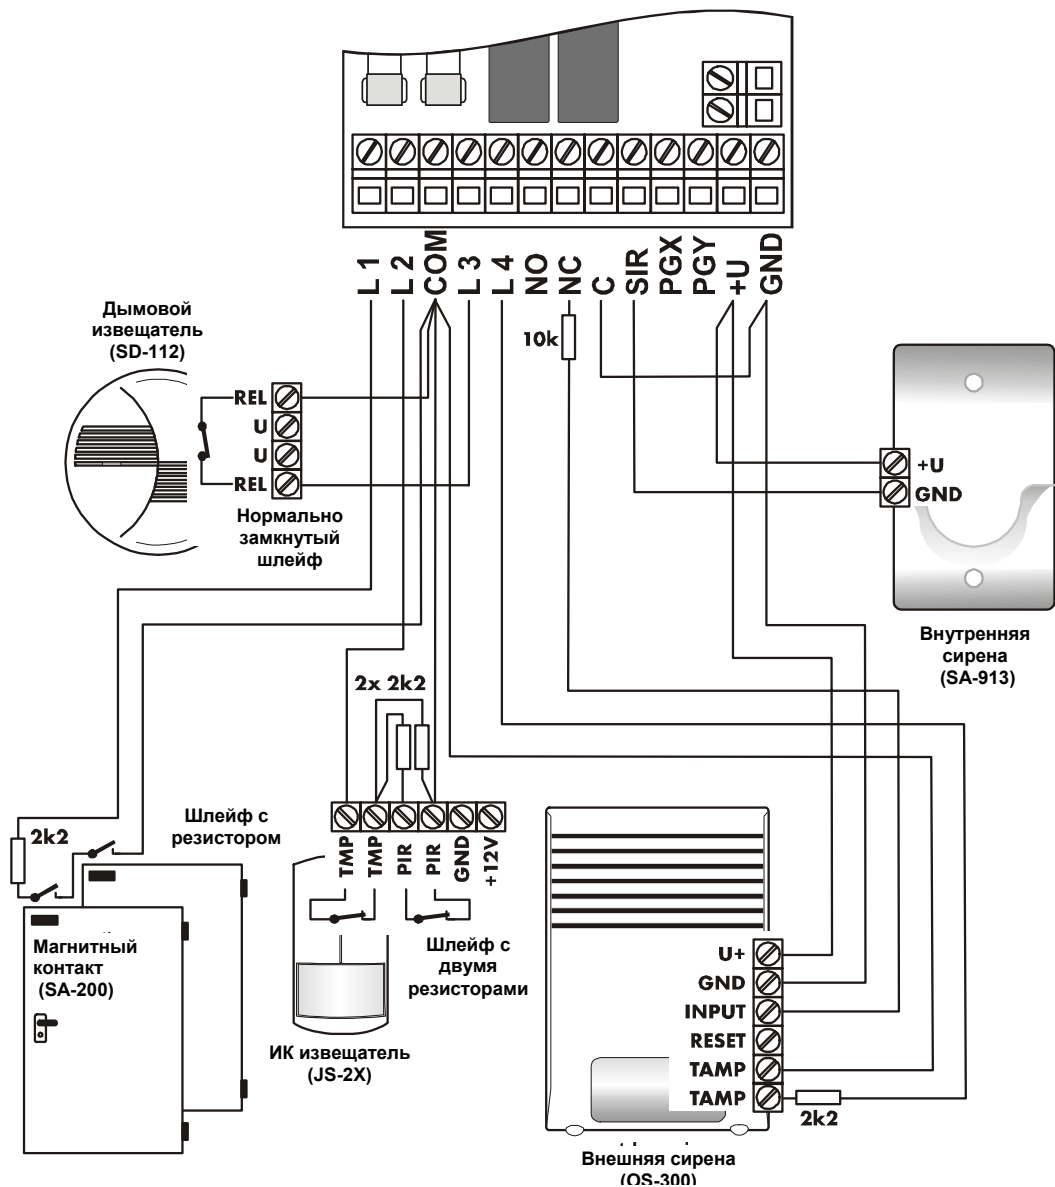 L 1
L 2
COM
L 3
L 4
NO
NC
C
SIR
PGX
PGY
+U
GND
Дымовой
извещатель
(SD-112)
10k
REL
U
U
REL
Нормально
замкнутый
шлейф
+U
GND
Внутренняя
сирена
(SA-913)
2x 2k2
Шлейф с
резистором
2k2
TMP
TMP
PIR
PIR
GND
+12V
Магнитный
контакт
(SA-200)
Шлейф с
двумя
резисторами
ИК извещатель
(JS-2X)
U+
GND
INPUT
RESET
TAMP
TAMP
2k2
Внешняя сирена
(OS-300)